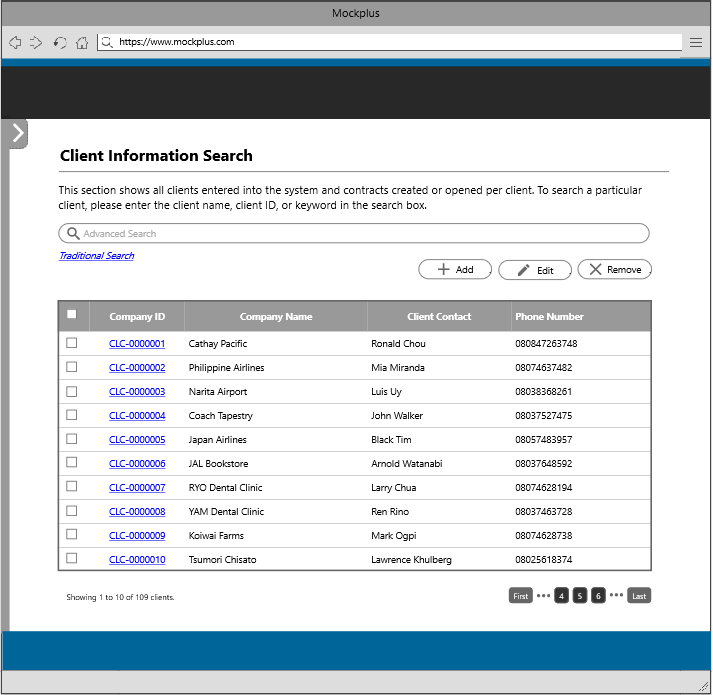 Mockplus
https://www.mockplus.com
Client Information Search
This section shows all clients entered into the system and contracts created or opened per client. To search a particular
client, please enter the client name, client ID, or keyword in the search box.
Advanced Search
Traditional Search
Add Edit Remove
Company ID Company Name Client Contact Phone Number
CLC-0000001 Cathay Pacific Ronald Chou 080847263748
CLC-0000002 Philippine Airlines Mia Miranda 08074637482
CLC-0000003 Narita Airport Luis Uy 08038368261
CLC-0000004 Coach Tapestry John Walker 08037527475
CLC-0000005 Japan Airlines Black Tim 08057483957
CLC-0000006 JAL Bookstore Arnold Watanabi 08037648592
CLC-0000007 RYO Dental Clinic Larry Chua 08074628194
CLC-0000008 YAM Dental Clinic Ren Rino 08037463728
CLC-0000009 Koiwai Farms Mark Ogpi 08074628738
CLC-0000010 Tsumori Chisato Lawrence Khulberg 08025618374
Showing 1 to 10 of 109 clients.
First ••• 4 5 6 ••• Last